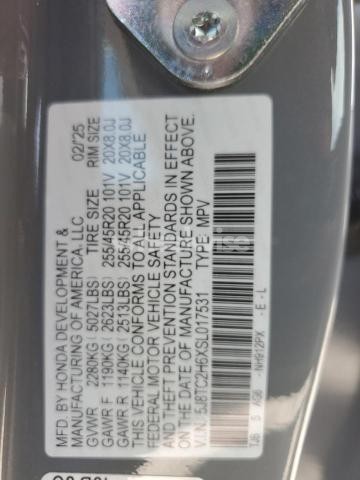 MFD. BY HONDA DEVELOPMENT &
MANUFACTURING OF AMERICA, LLC 02/'25
GVWR 2280KG (5027LBS) TIRE SIZE RIM SIZE
GAWR F 1190KG (2623LBS) 255/45R20 101V 20X8.0J
GAWR R 1140KG (2513LBS) 255/45R20 101V 20X8.0J
THIS VEHICLE CONFORMS TO ALL APPLICABLE
FEDERAL MOTOR VEHICLE SAFETY
AND THEFT PREVENTION STANDARDS IN EFFECT
ON THE DATE OF MANUFACTURE SHOWN ABOVE.
V.I.N.: 5J8TC2H6XSL017531 TYPE: MPV
TJB S NH912PX - E - L